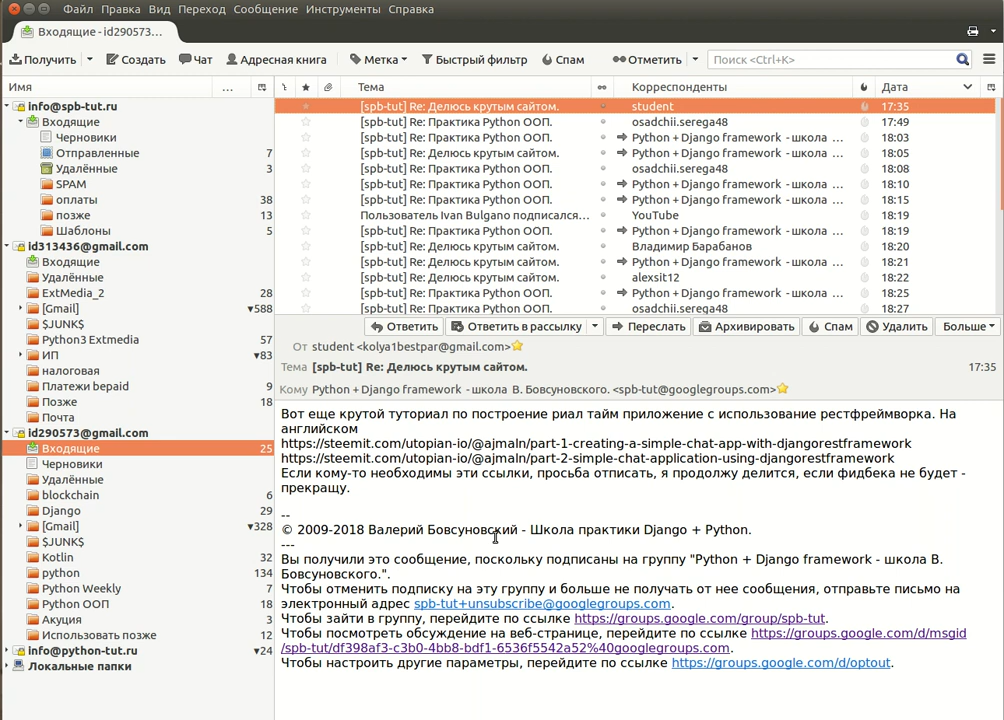 Файл Правка Вид Переход Сообщение Инструменты Справка
Входящие - id290573…
Получить Создать Чат Адресная книга Метка Быстрый фильтр Спам Отметить Поиск <Ctrl+K>
Имя ...
info@spb-tut.ru
Входящие
Черновики
Отправленные 7
Удалённые 3
SPAM
оплаты 38
позже 13
Шаблоны 5
id313436@gmail.com
Входящие
Удалённые
ExtMedia_2 28
[Gmail] ▾588
$JUNK$
Python3 Extmedia 57
ИП ▾83
налоговая
Платежи bepaid 9
Позже 18
Почта
id290573@gmail.com
Входящие 25
Черновики
Удалённые
blockchain 6
Django 29
[Gmail] ▾328
$JUNK$
Kotlin 32
python 134
Python Weekly 7
Python ООП 18
Акуция 3
Использовать позже 12
info@python-tut.ru ▾24
Локальные папки
Тема Корреспонденты Дата
[spb-tut] Re: Делюсь крутым сайтом. student 17:35
[spb-tut] Re: Практика Python ООП. osadchii.serega48 17:49
[spb-tut] Re: Практика Python ООП. Python + Django framework - школа ... 18:03
[spb-tut] Re: Делюсь крутым сайтом. Python + Django framework - школа ... 18:05
[spb-tut] Re: Практика Python ООП. osadchii.serega48 18:08
[spb-tut] Re: Практика Python ООП. Python + Django framework - школа ... 18:10
[spb-tut] Re: Практика Python ООП. Python + Django framework - школа ... 18:15
Пользователь Ivan Bulgano подписался… YouTube 18:19
[spb-tut] Re: Практика Python ООП. Python + Django framework - школа ... 18:19
[spb-tut] Re: Делюсь крутым сайтом. Владимир Барабанов 18:20
[spb-tut] Re: Делюсь крутым сайтом. Python + Django framework - школа ... 18:21
[spb-tut] Re: Делюсь крутым сайтом. alexsit12 18:22
[spb-tut] Re: Практика Python ООП. Python + Django framework - школа ... 18:25
[spb-tut] Re: Практика Python ООП. osadchii.serega48 18:27
Ответить Ответить в рассылку Переслать Архивировать Спам Удалить Больше
От student <kolya1bestpar@gmail.com>
Тема [spb-tut] Re: Делюсь крутым сайтом. 17:35
Кому Python + Django framework - школа В. Бовсуновского. <spb-tut@googlegroups.com>
Вот еще крутой туториал по построение риал тайм приложение с использование рестфреймворка. На
английском
https://steemit.com/utopian-io/@ajmaln/part-1-creating-a-simple-chat-app-with-djangorestframework
https://steemit.com/utopian-io/@ajmaln/part-2-simple-chat-application-using-djangorestframework
Если кому-то необходимы эти ссылки, просьба отписать, я продолжу делится, если фидбека не будет -
прекращу.
--
© 2009-2018 Валерий Бовсуновский - Школа практики Django + Python.
---
Вы получили это сообщение, поскольку подписаны на группу "Python + Django framework - школа В.
Бовсуновского.".
Чтобы отменить подписку на эту группу и больше не получать от нее сообщения, отправьте письмо на
электронный адрес spb-tut+unsubscribe@googlegroups.com.
Чтобы зайти в группу, перейдите по ссылке https://groups.google.com/group/spb-tut.
Чтобы посмотреть обсуждение на веб-странице, перейдите по ссылке https://groups.google.com/d/msgid
/spb-tut/df398af3-c3b0-4bb8-bdf1-6536f5542a52%40googlegroups.com.
Чтобы настроить другие параметры, перейдите по ссылке https://groups.google.com/d/optout.